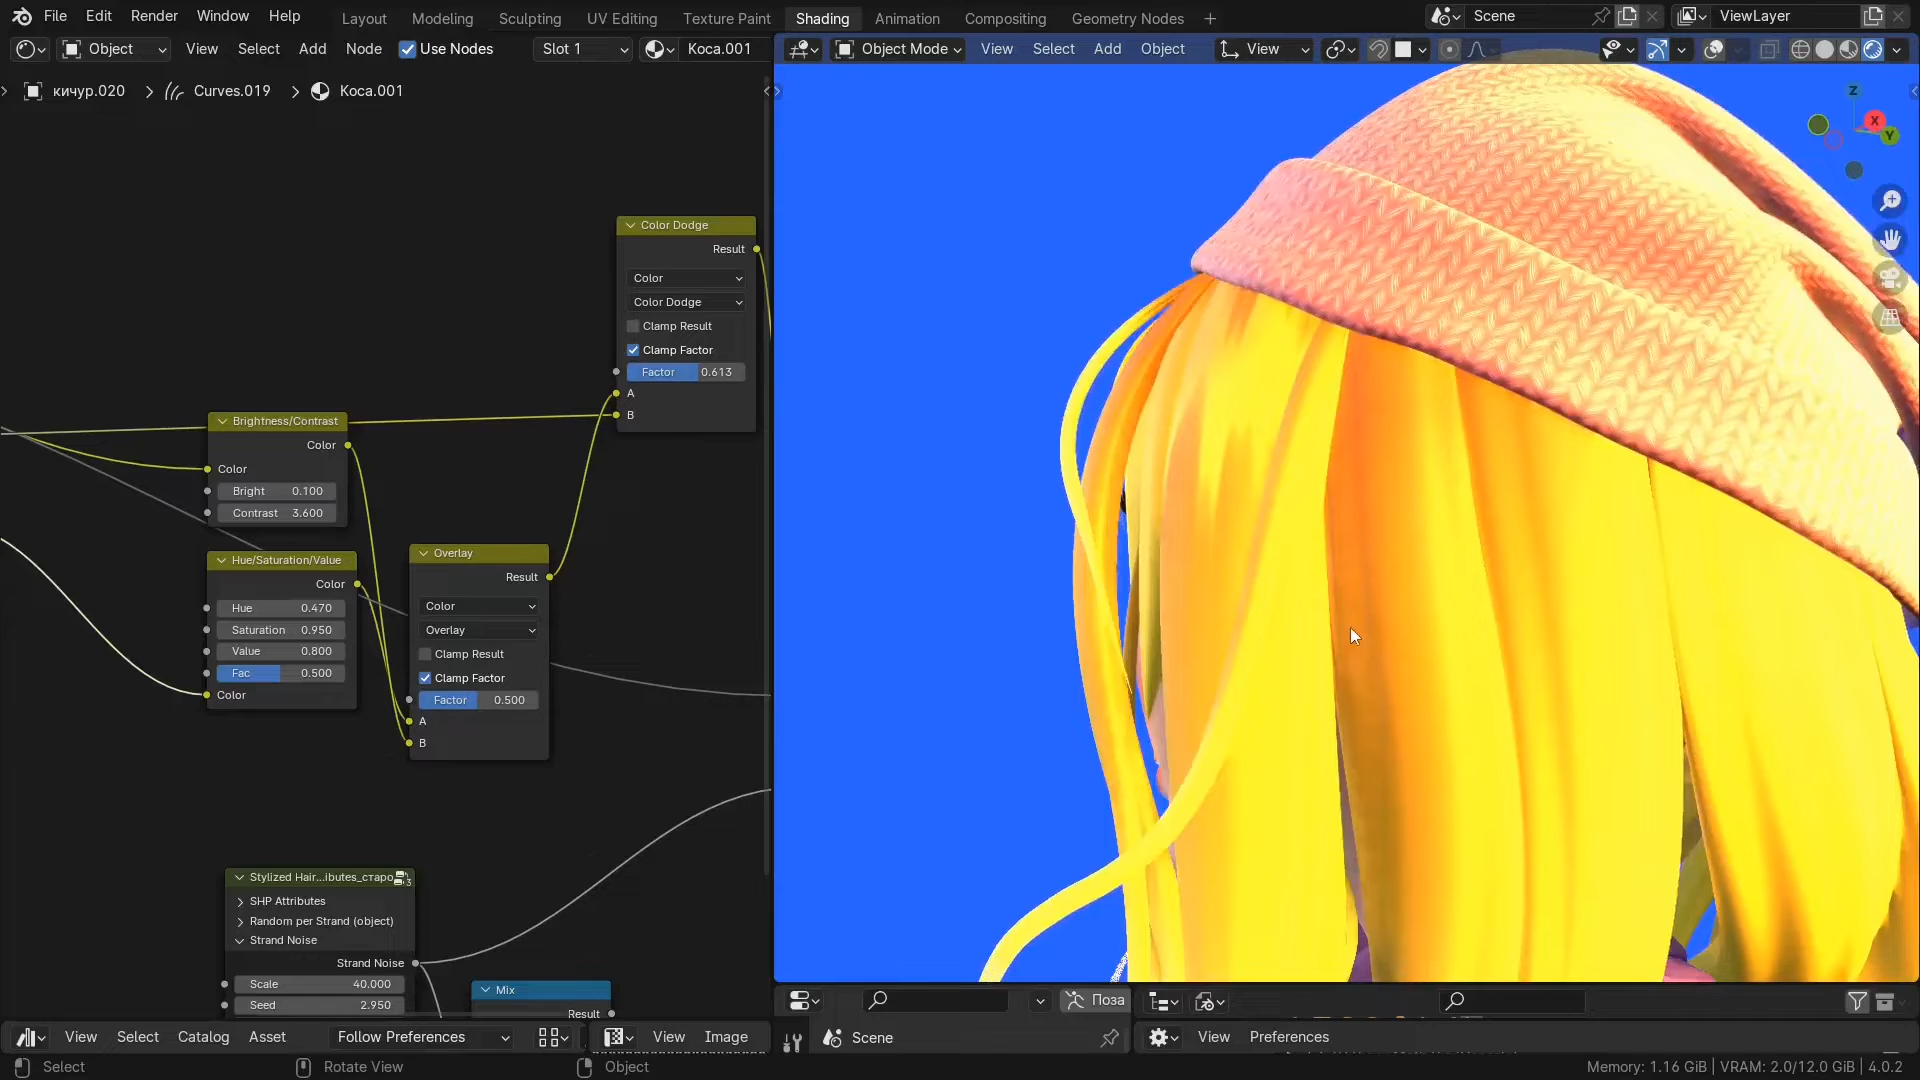 File Edit Render Window Help Layout Modeling Sculpting UV Editing Texture Paint Shading Animation Compositing Geometry Nodes Scene ViewLayer
Object View Select Add Node Use Nodes Slot 1 Koca.001 Object Mode View Select Add Object View
кичур.020 Curves.019 Koca.001
Z
X
Y
Color Dodge
Result
Color
Color Dodge
Clamp Result
Clamp Factor
Factor 0.613
A
B
Brightness/Contrast
Color
Color
Bright 0.100
Contrast 3.600
Hue/Saturation/Value
Color
Hue 0.470
Saturation 0.950
Value 0.800
Fac 0.500
Color
Overlay
Result
Color
Overlay
Clamp Result
Clamp Factor
Factor 0.500
A
B
Stylized Hair...ibutes_старо 3
SHP Attributes
Random per Strand (object)
Strand Noise
Strand Noise
Scale 40.000
Seed 2.950
Mix
Result
Поза
View Select Catalog Asset Follow Preferences View Image Scene View Preferences
Select Rotate View Object Memory: 1.16 GiB | VRAM: 2.0/12.0 GiB | 4.0.2